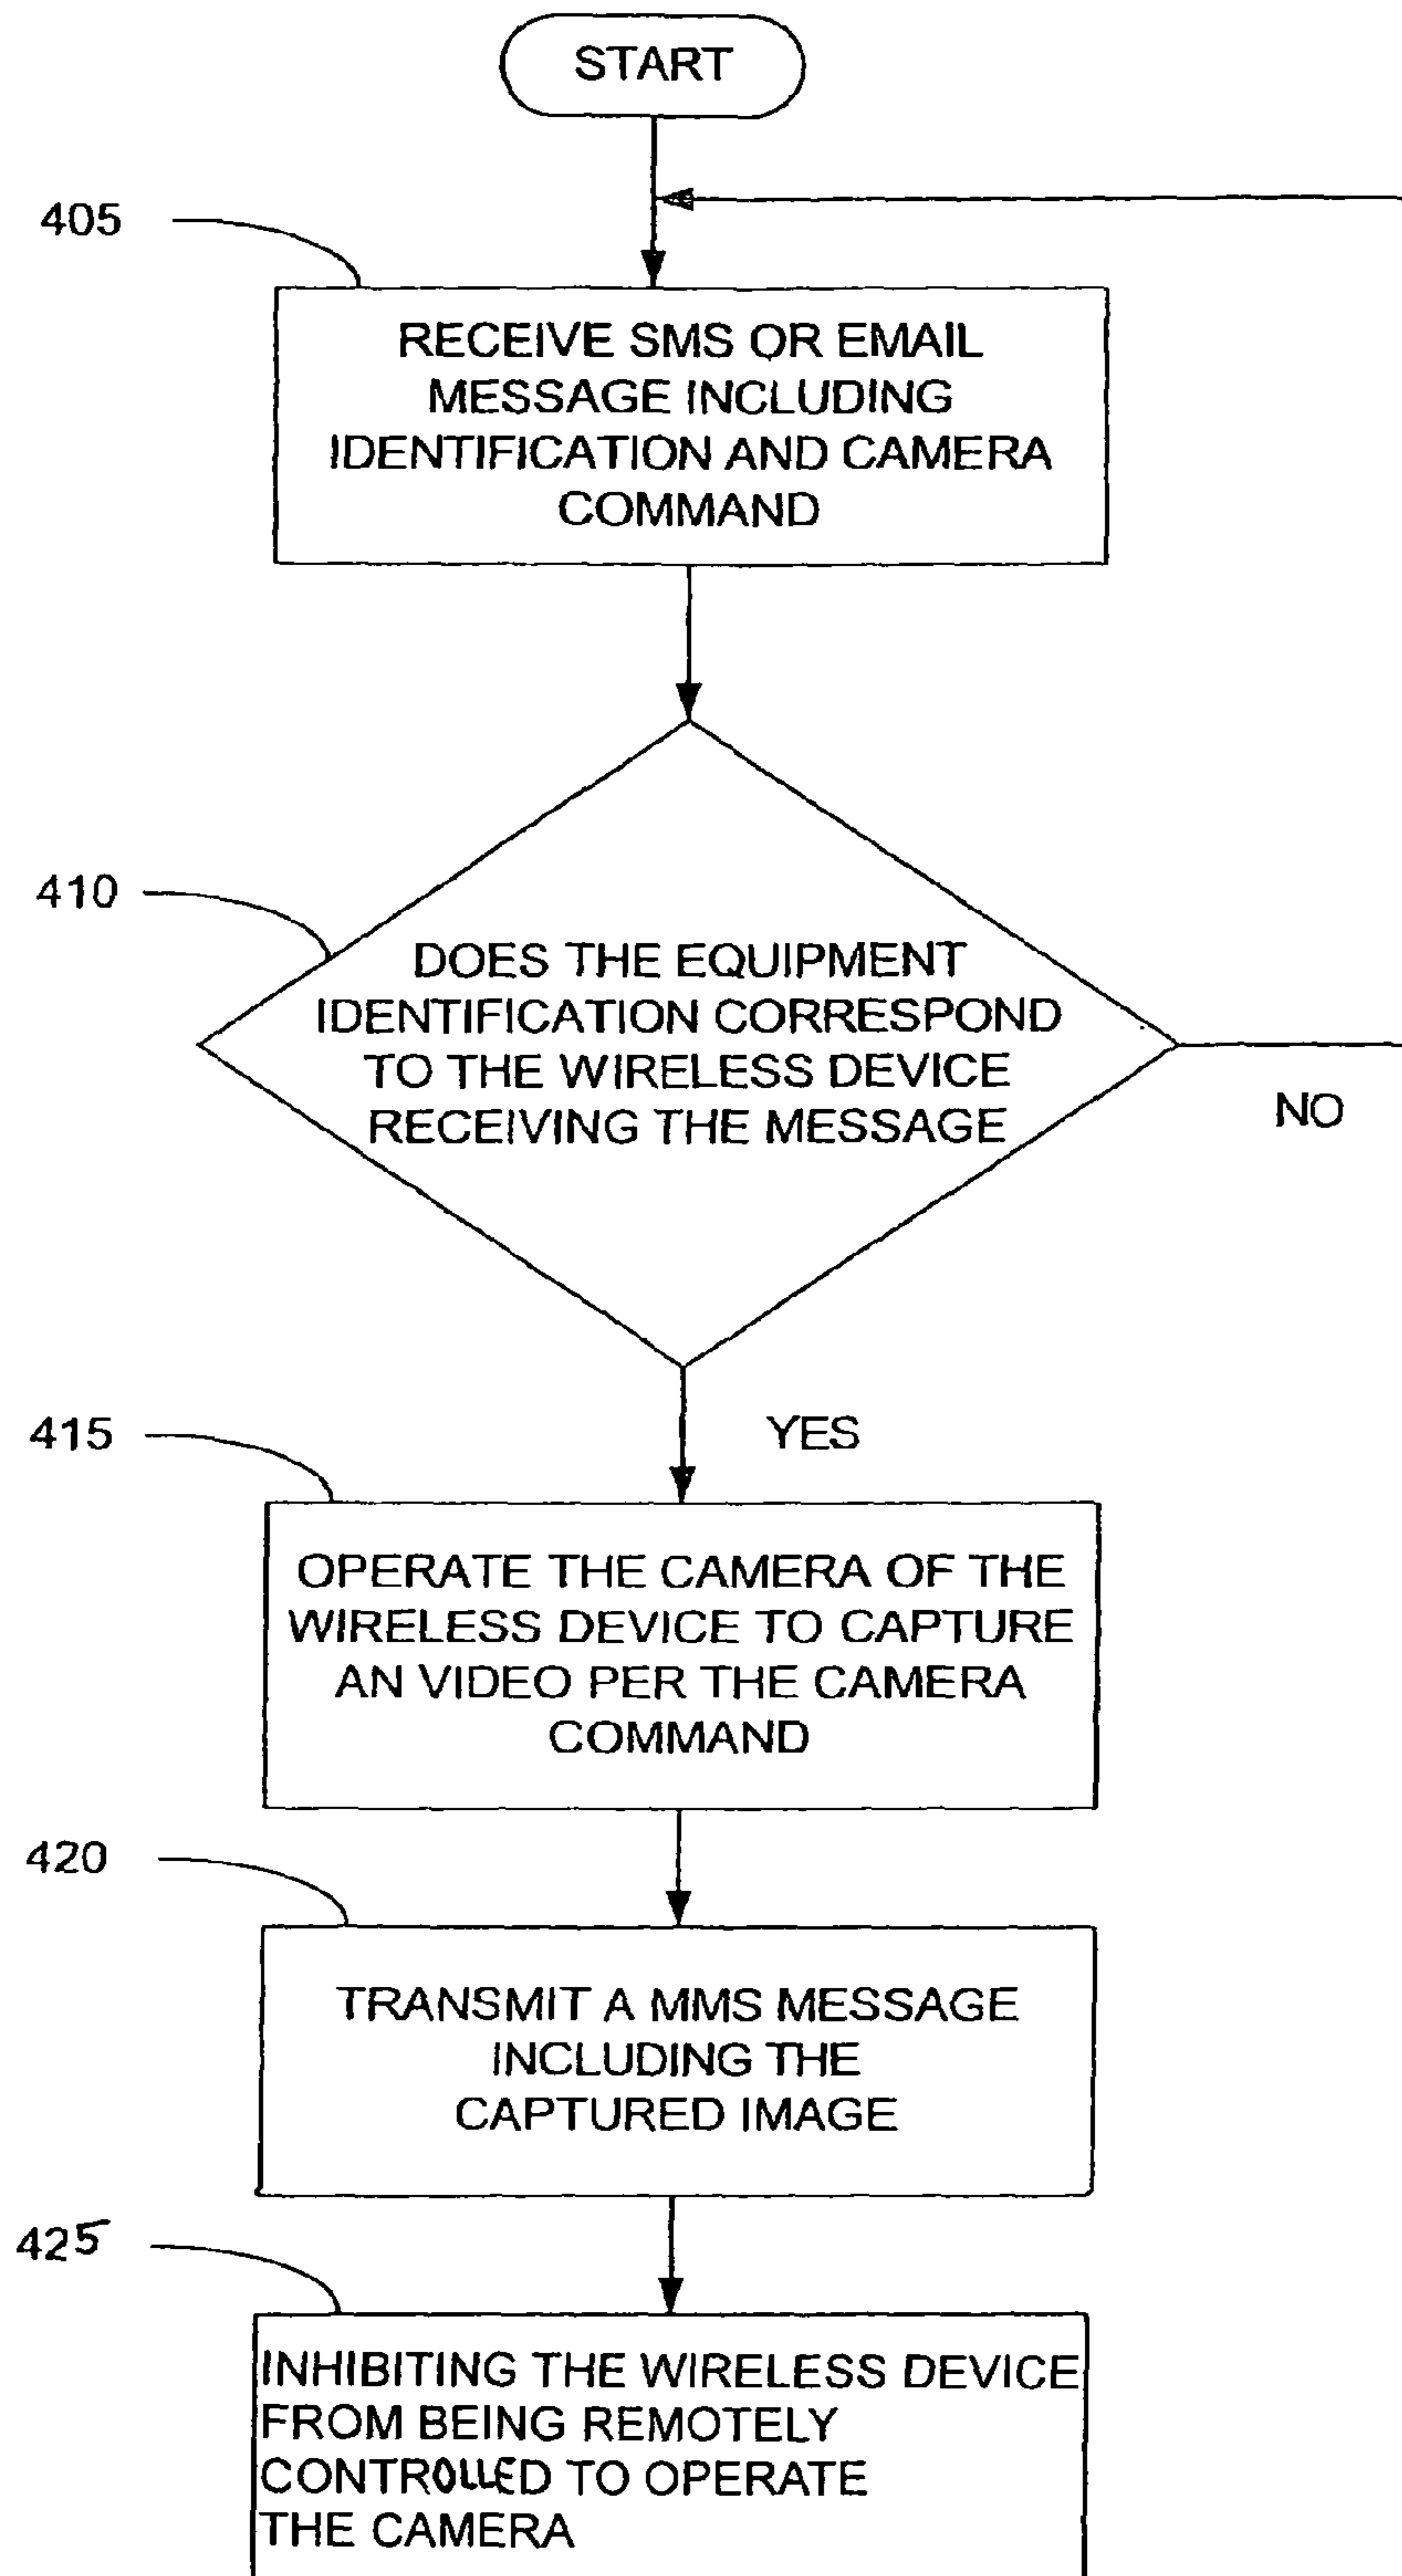 START
405
RECEIVE SMS OR EMAIL
MESSAGE INCLUDING
IDENTIFICATION AND CAMERA
COMMAND
410
DOES THE EQUIPMENT
IDENTIFICATION CORRESPOND
TO THE WIRELESS DEVICE
RECEIVING THE MESSAGE
NO
YES
415
OPERATE THE CAMERA OF THE
WIRELESS DEVICE TO CAPTURE
AN VIDEO PER THE CAMERA
COMMAND
420
TRANSMIT A MMS MESSAGE
INCLUDING THE
CAPTURED IMAGE
425
INHIBITING THE WIRELESS DEVICE
FROM BEING REMOTELY
CONTROLLED TO OPERATE
THE CAMERA